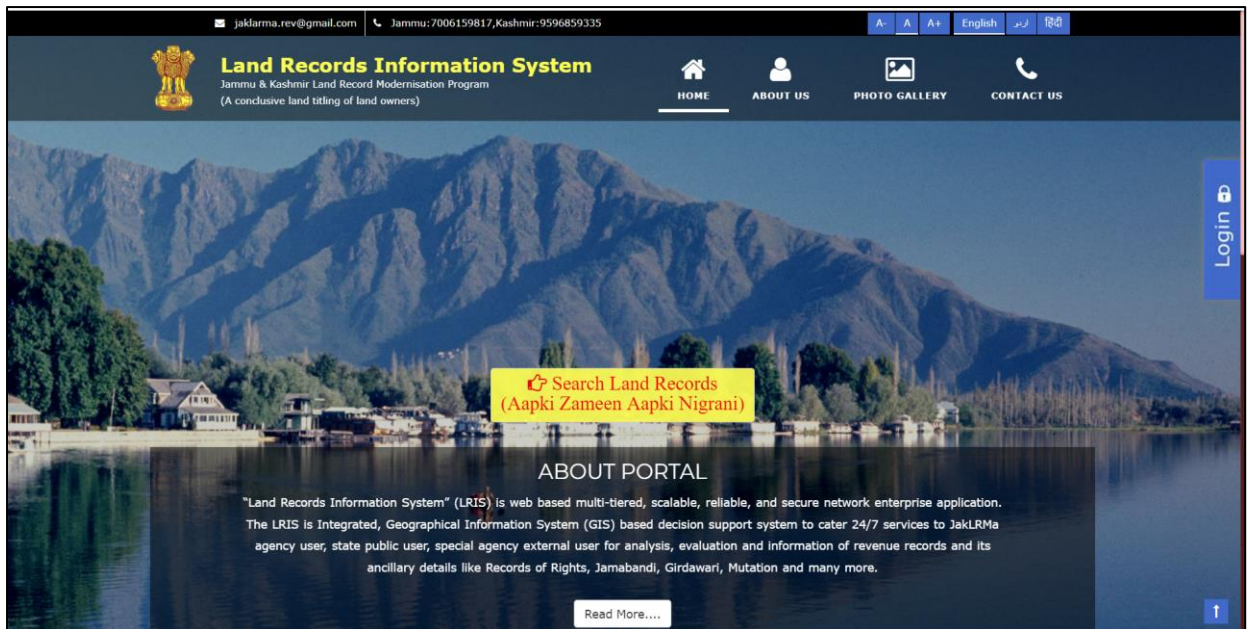 jaklarma.rev@gmail.com
Jammu:7006159817,Kashmir:9596859335
A- A A+
English اردو हिंदी
Land Records Information System
Jammu & Kashmir Land Record Modernisation Program
(A conclusive land titling of land owners)
HOME
ABOUT US
PHOTO GALLERY
CONTACT US
Login
Search Land Records
(Aapki Zameen Aapki Nigrani)
ABOUT PORTAL
"Land Records Information System" (LRIS) is web based multi-tiered, scalable, reliable, and secure network enterprise application.
The LRIS is Integrated, Geographical Information System (GIS) based decision support system to cater 24/7 services to JakLRMa
agency user, state public user, special agency external user for analysis, evaluation and information of revenue records and its
ancillary details like Records of Rights, Jamabandi, Girdawari, Mutation and many more.
Read More....